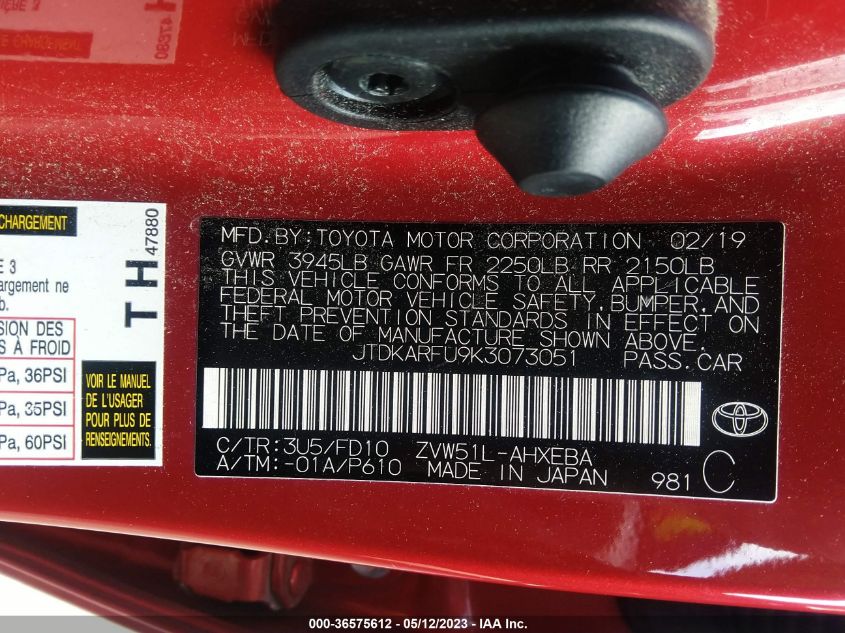 CHARGEMENT
TH
47880
E 3
argement ne
b.
SION DES
S À FROID
Pa, 36PSI
Pa, 35PSI
Pa, 60PSI
VOIR LE MANUEL
DE L'USAGER
POUR PLUS DE
RENSEIGNEMENTS.
MFD.BY:TOYOTA MOTOR CORPORATION 02/19
GVWR 3945LB GAWR FR 2250LB RR 2150LB
THIS VEHICLE CONFORMS TO ALL APPLICABLE
FEDERAL MOTOR VEHICLE SAFETY, BUMPER, AND
THEFT PREVENTION STANDARDS IN EFFECT ON
THE DATE OF MANUFACTURE SHOWN ABOVE.
JTDKARFU9K3073051 PASS.CAR
C/TR:3U5/FD10 ZVW51L-AHXEBA
A/TM:-01A/P610 MADE IN JAPAN 981 C
000-36575612 - 05/12/2023 - IAAI.COM